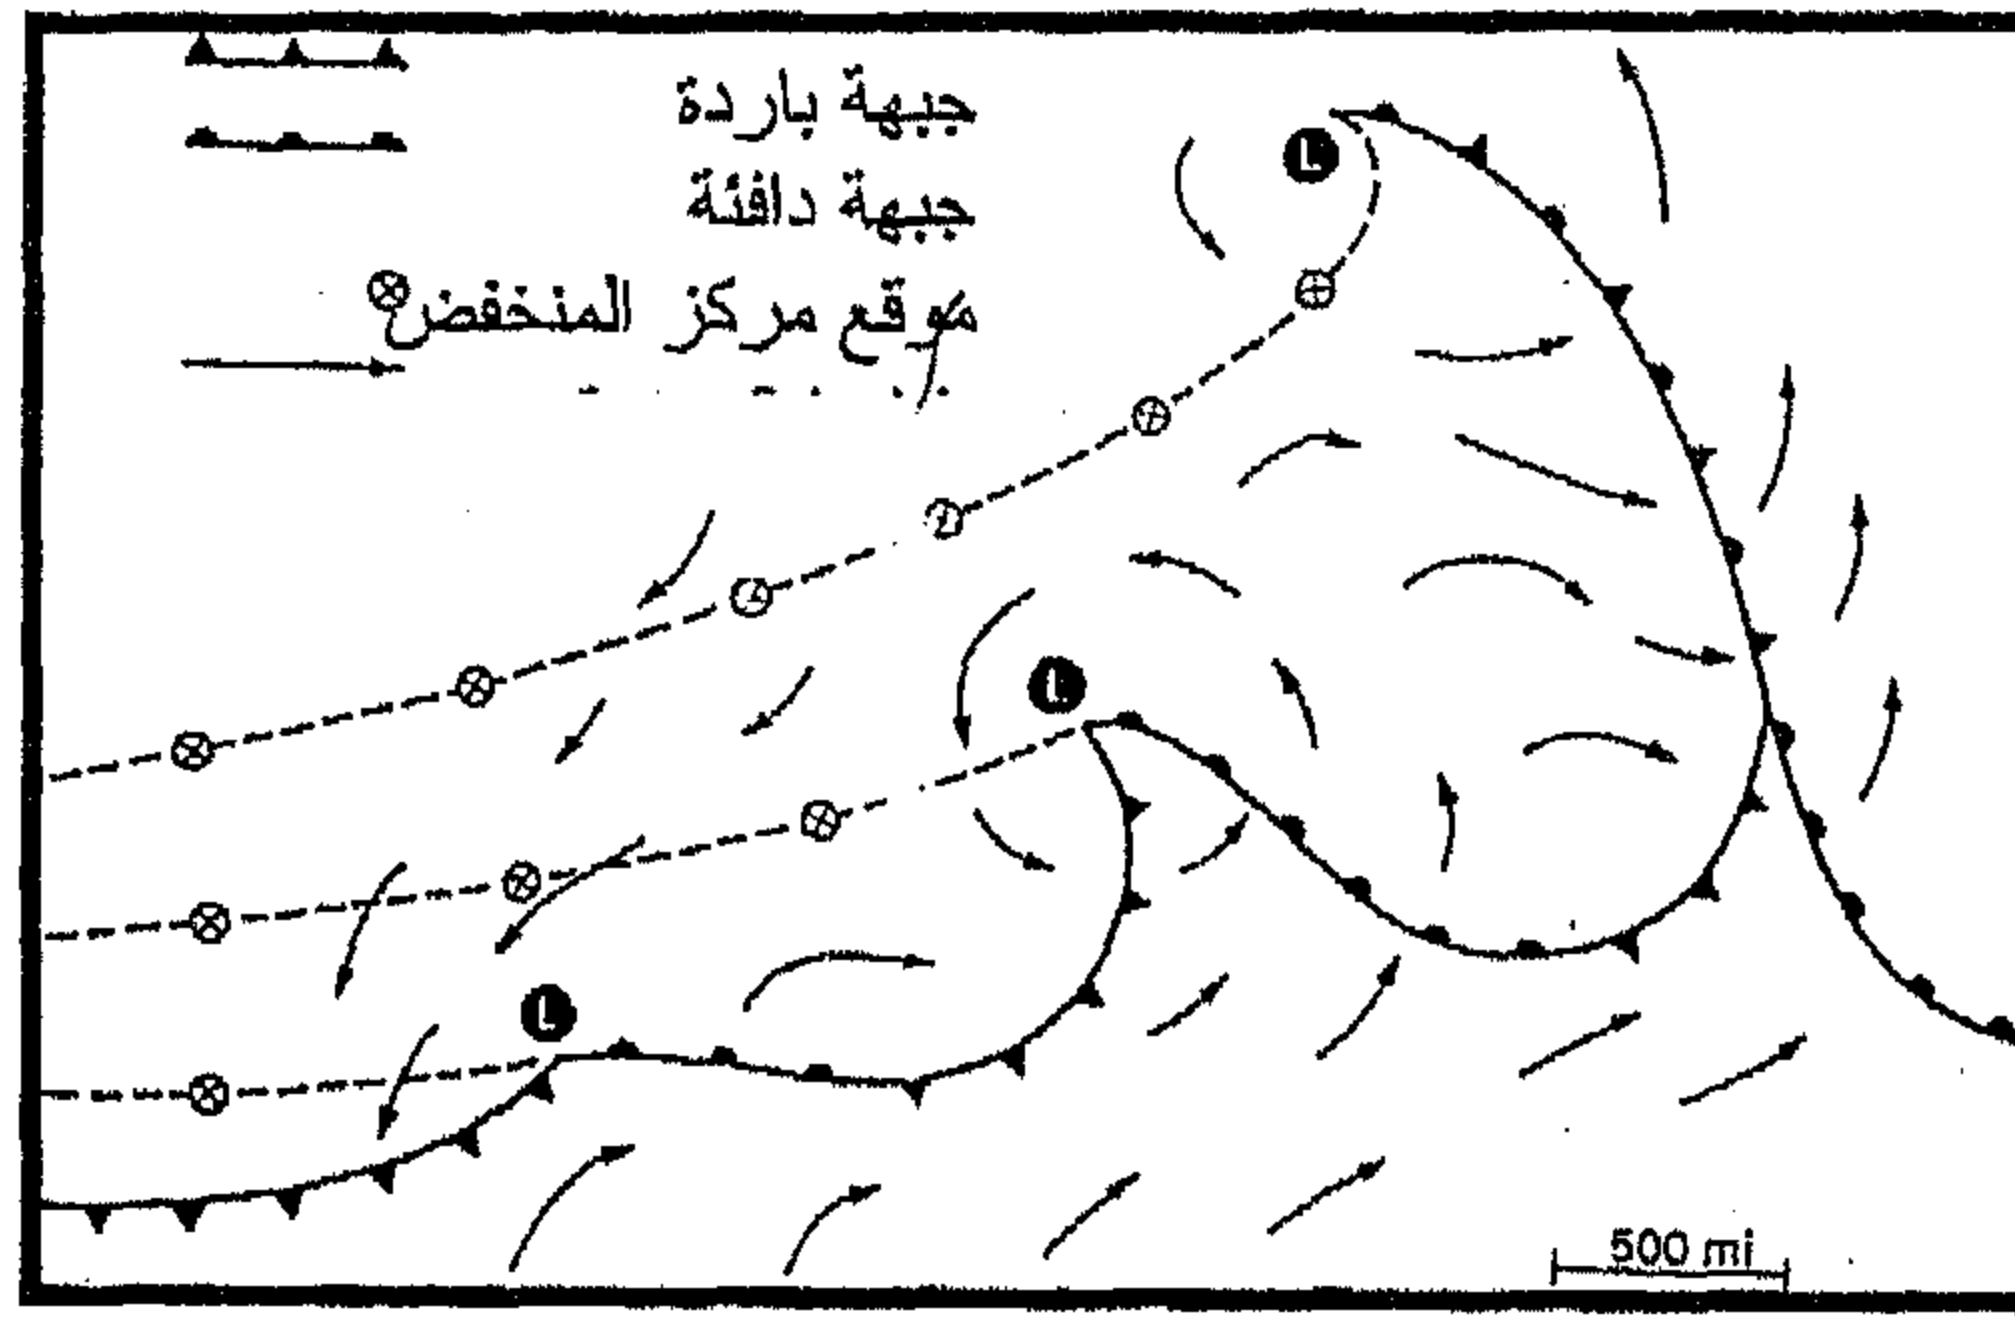 جبهة باردة
جبهة دافئة
موقع مركز المنخفض
L
L
L
500 mi